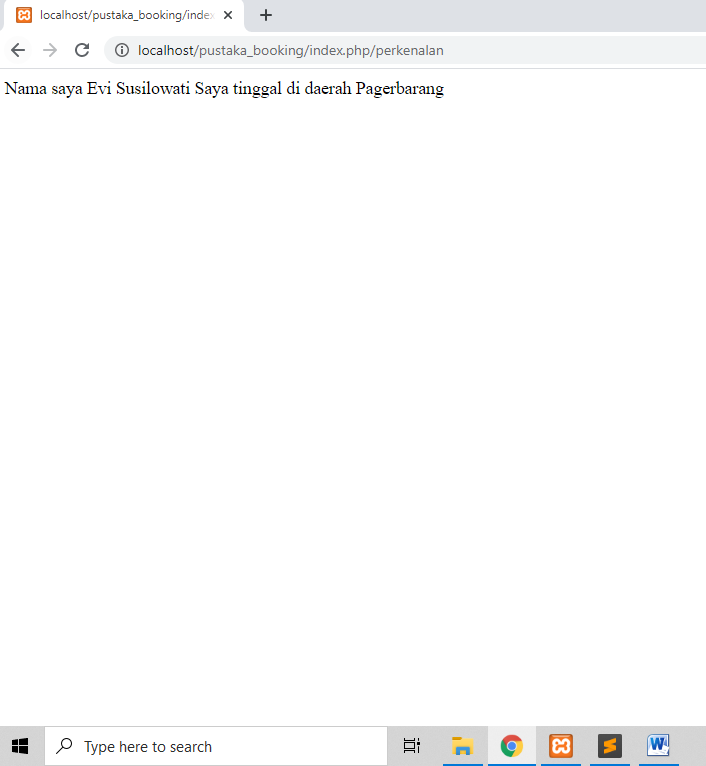 localhost/pustaka_booking/index
localhost/pustaka_booking/index.php/perkenalan
Nama saya Evi Susilowati Saya tinggal di daerah Pagerbarang
Type here to search